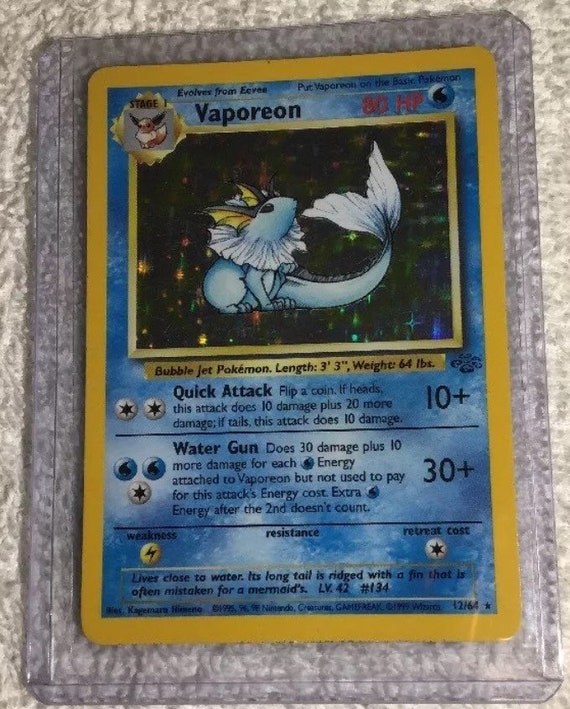 Evolves from Eevee Put Vaporeon on the Basic Pokémon
STAGE 1 Vaporeon 80 HP
Bubble Jet Pokémon. Length: 3' 3", Weight: 64 lbs.
Quick Attack Flip a coin. If heads,
this attack does 10 damage plus 20 more
damage; if tails, this attack does 10 damage.
10+
Water Gun Does 30 damage plus 10
more damage for each Energy
attached to Vaporeon but not used to pay
for this attack's Energy cost. Extra
Energy after the 2nd doesn't count.
30+
weakness resistance retreat cost
Lives close to water. Its long tail is ridged with a fin that is
often mistaken for a mermaid's. LV. 42 #134
Illus. Kagemaru Himeno ©1995, 96, 98 Nintendo, Creatures, GAMEFREAK. ©1999 Wizards. 12/64 ★